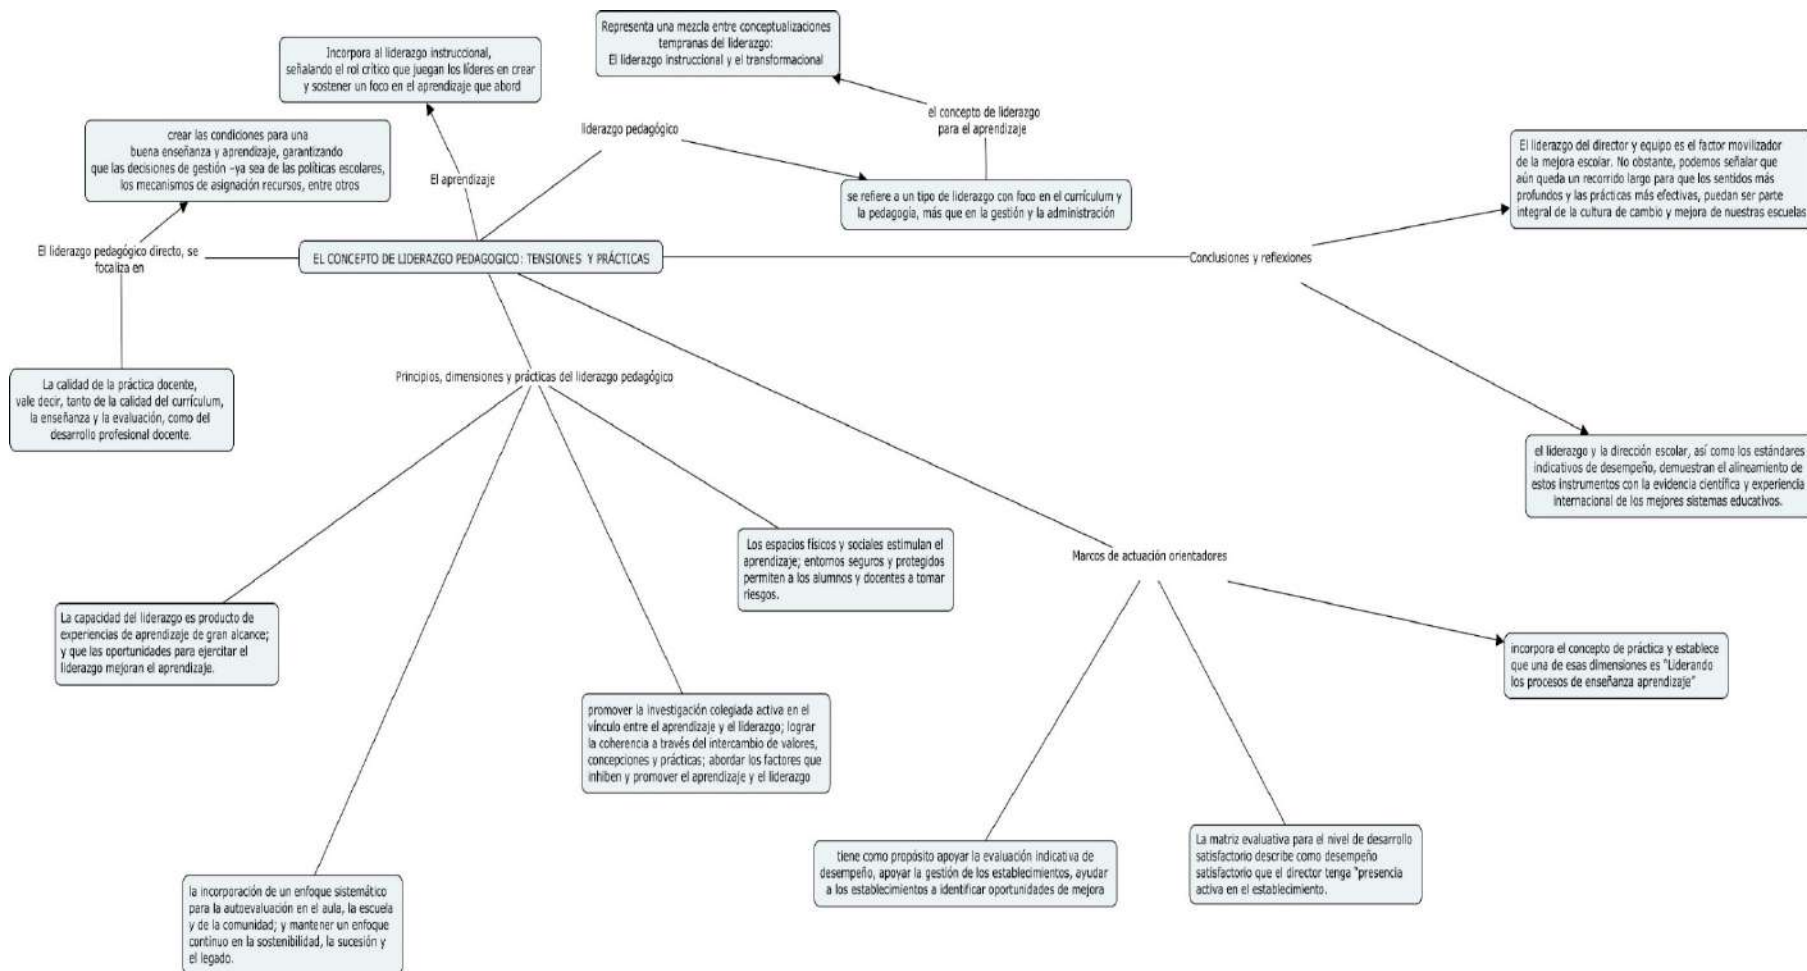 Representa una mezcla entre conceptualizaciones
tempranas del liderazgo:
El liderazgo instruccional y el transformacional
Incorpora al liderazgo instruccional,
señalando el rol crítico que juegan los líderes en crear
y sostener un foco en el aprendizaje que abord
el concepto de liderazgo
para el aprendizaje
liderazgo pedagógico
crear las condiciones para una
buena enseñanza y aprendizaje, garantizando
que las decisiones de gestión –ya sea de las políticas escolares,
los mecanismos de asignación recursos, entre otros
El aprendizaje
se refiere a un tipo de liderazgo con foco en el currículum y
la pedagogía, más que en la gestión y la administración
El liderazgo del director y equipo es el factor movilizador
de la mejora escolar. No obstante, podemos señalar que
aún queda un recorrido largo para que los sentidos más
profundos y las prácticas más efectivas, puedan ser parte
integral de la cultura de cambio y mejora de nuestras escuelas
El liderazgo pedagógico directo, se
focaliza en
EL CONCEPTO DE LIDERAZGO PEDAGOGICO: TENSIONES Y PRÁCTICAS
Conclusiones y reflexiones
La calidad de la práctica docente,
vale decir, tanto de la calidad del currículum,
la enseñanza y la evaluación, como del
desarrollo profesional docente.
Principios, dimensiones y prácticas del liderazgo pedagógico
el liderazgo y la dirección escolar, así como los estándares
indicativos de desempeño, demuestran el alineamiento de
estos instrumentos con la evidencia científica y experiencia
internacional de los mejores sistemas educativos.
Los espacios físicos y sociales estimulan el
aprendizaje; entornos seguros y protegidos
permiten a los alumnos y docentes a tomar
riesgos.
Marcos de actuación orientadores
La capacidad del liderazgo es producto de
experiencias de aprendizaje de gran alcance;
y que las oportunidades para ejercitar el
liderazgo mejoran el aprendizaje.
incorpora el concepto de práctica y establece
que una de esas dimensiones es "Liderando
los procesos de enseñanza aprendizaje"
promover la investigación colegiada activa en el
vínculo entre el aprendizaje y el liderazgo; lograr
la coherencia a través del intercambio de valores,
concepciones y prácticas; abordar los factores que
inhiben y promover el aprendizaje y el liderazgo
tiene como propósito apoyar la evaluación indicativa de
desempeño, apoyar la gestión de los establecimientos, ayudar
a los establecimientos a identificar oportunidades de mejora
La matriz evaluativa para el nivel de desarrollo
satisfactorio describe como desempeño
satisfactorio que el director tenga "presencia
activa en el establecimiento.
la incorporación de un enfoque sistemático
para la autoevaluación en el aula, la escuela
y de la comunidad; y mantener un enfoque
continuo en la sostenibilidad, la sucesión y
el legado.